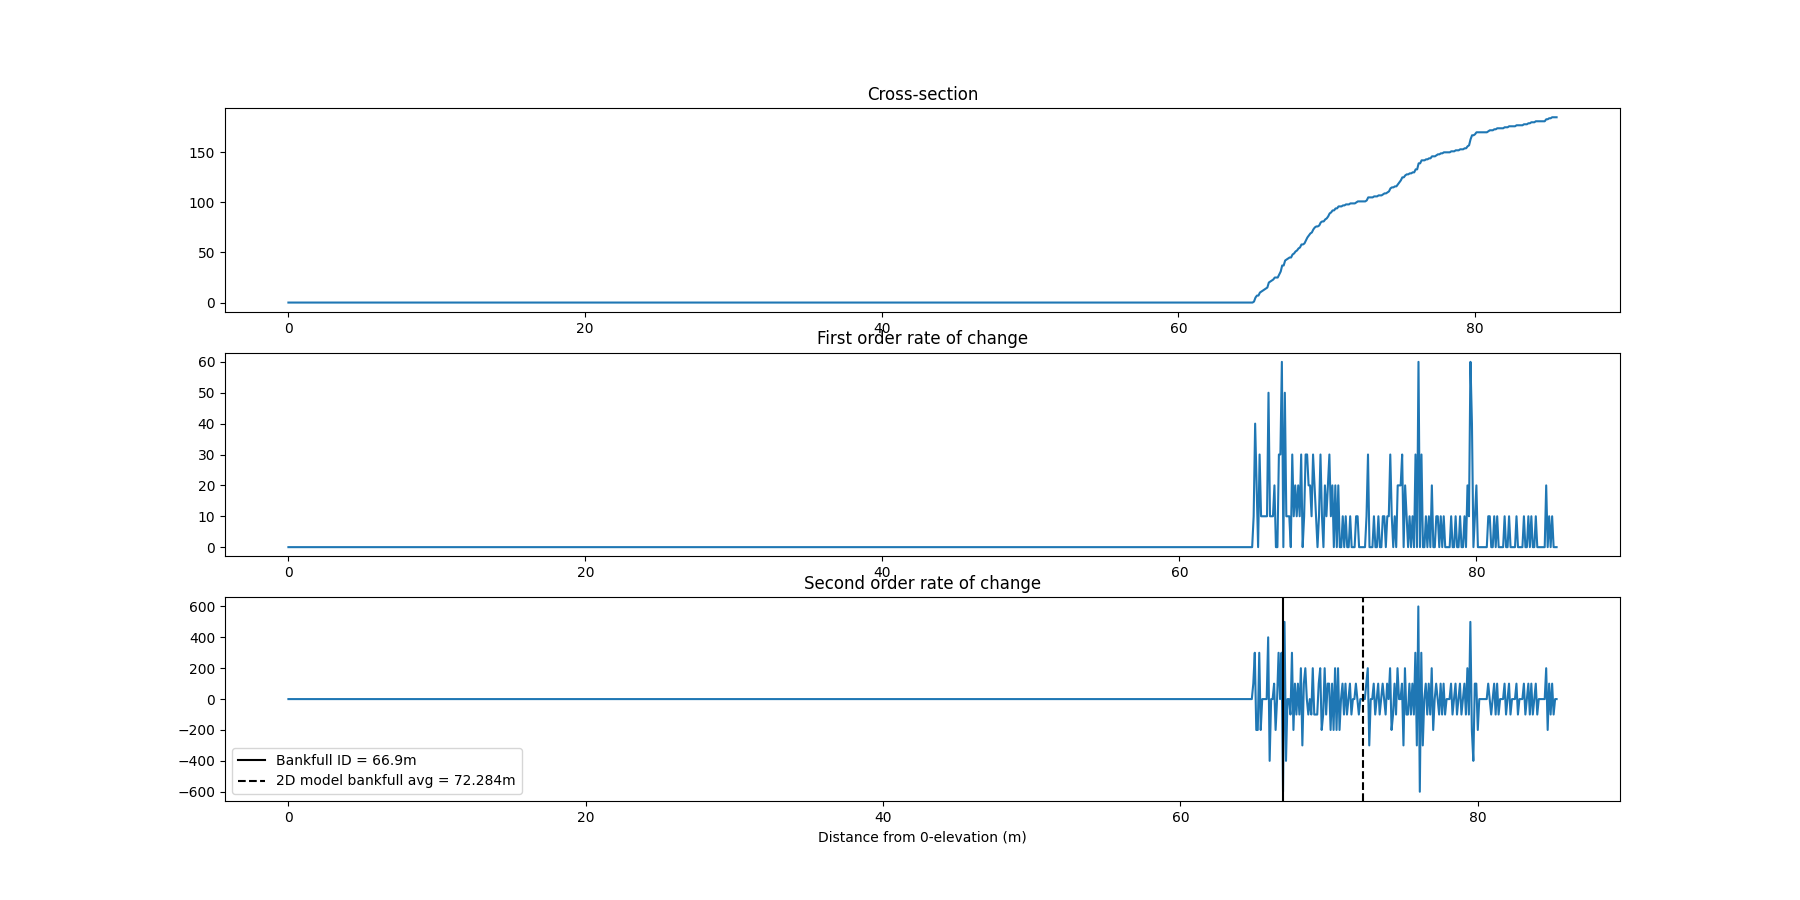 Cross-section
150
100
50
0
0 20 40 60 80
First order rate of change
60
50
40
30
20
10
0
0 20 40 60 80
Second order rate of change
600
400
200
0
−200
−400
−600
Bankfull ID = 66.9m
2D model bankfull avg = 72.284m
0 20 40 60 80
Distance from 0-elevation (m)